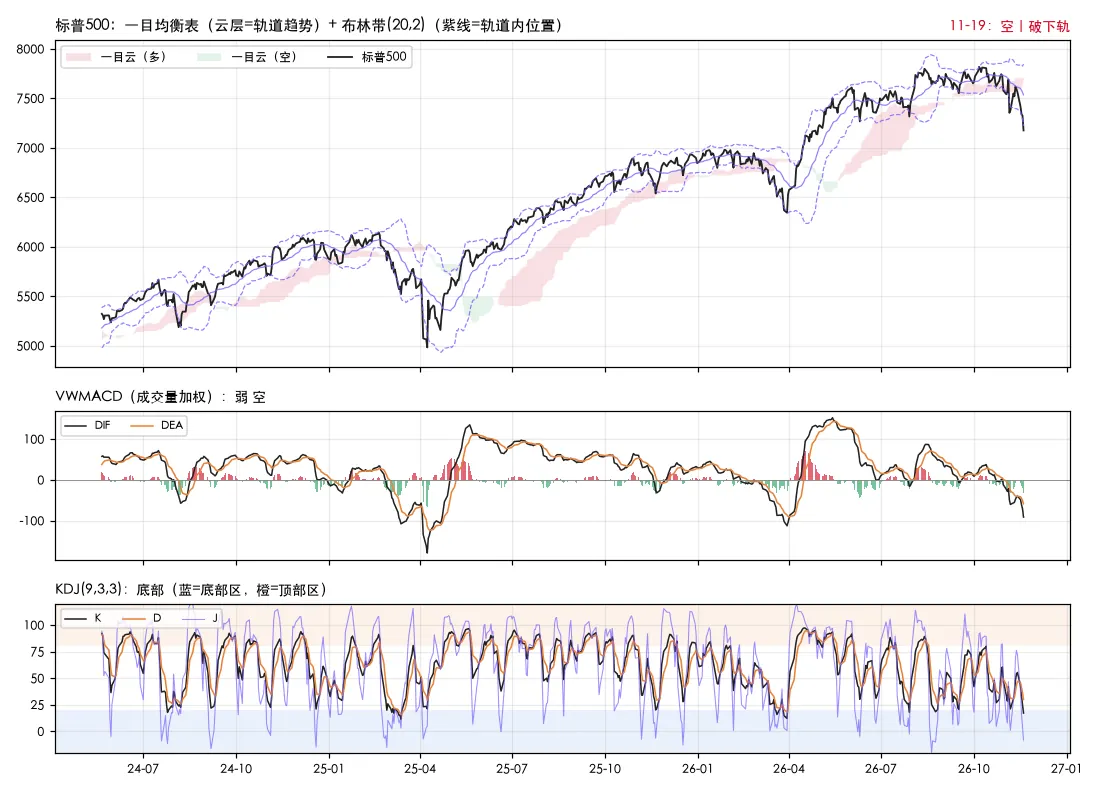 标普500：一目均衡表（云层=轨道趋势）+ 布林带(20,2)（紫线=轨道内位置）
11-19：空 | 破下轨
一目云（多） 一目云（空） 标普500
8000
7500
7000
6500
6000
5500
5000
VWMACD（成交量加权）：弱 空
DIF DEA
100
0
-100
KDJ(9,3,3)：底部（蓝=底部区，橙=顶部区）
K D J
100
75
50
25
0
24-07 24-10 25-01 25-04 25-07 25-10 26-01 26-04 26-07 26-10 27-01